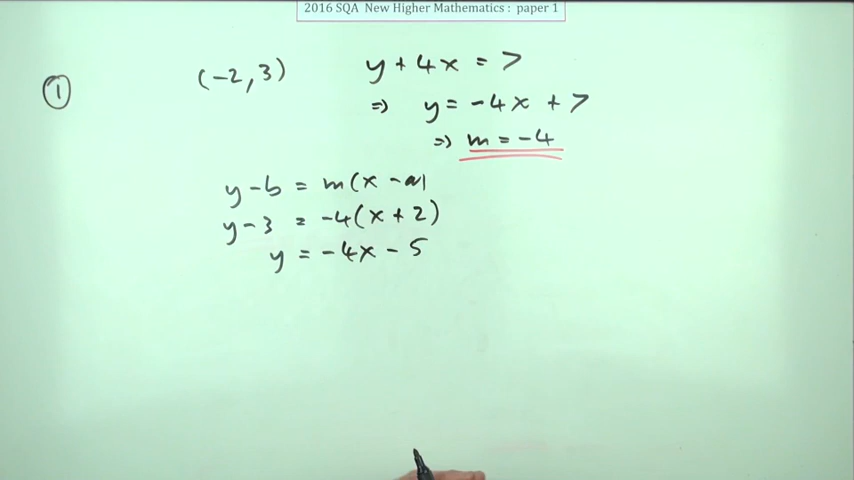 2016 SQA New Higher Mathematics : paper 1
1
(-2, 3)
y + 4x = 7
⇒ y = -4x + 7
⇒ m = -4
y - b = m(x - a)
y - 3 = -4(x + 2)
y = -4x - 5